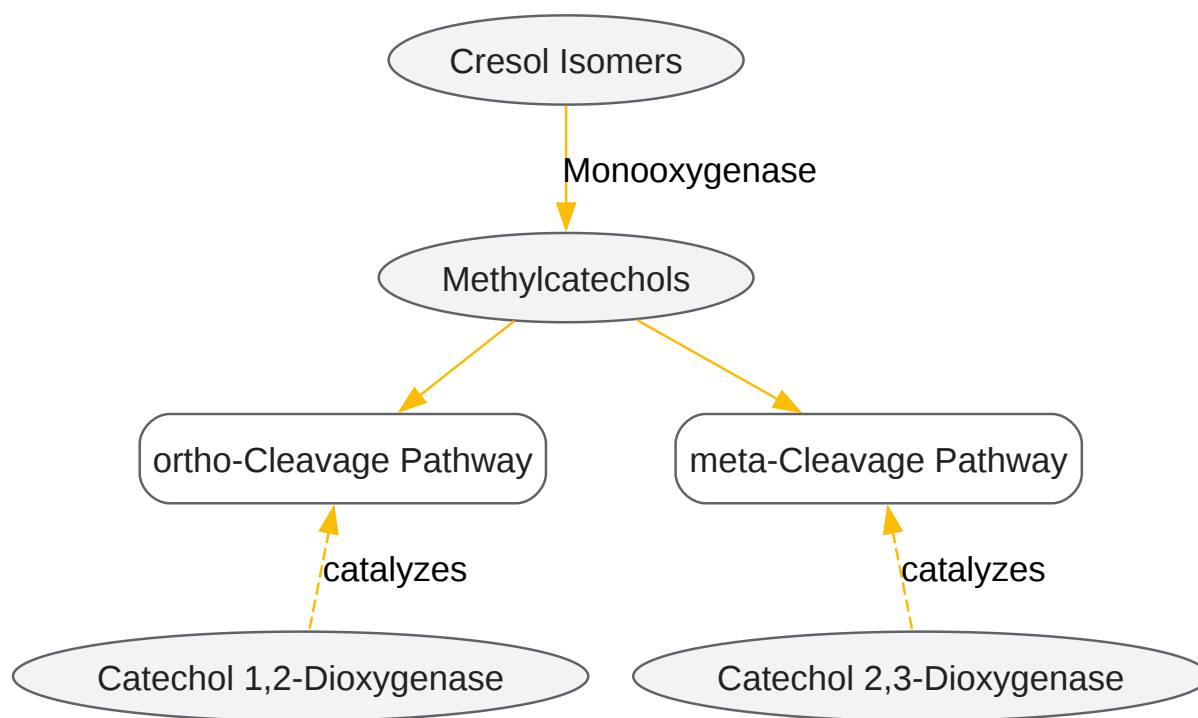 Cresol Isomers
Monooxygenase
Methylcatechols
ortho-Cleavage Pathway
meta-Cleavage Pathway
catalyzes
catalyzes
Catechol 1,2-Dioxygenase
Catechol 2,3-Dioxygenase